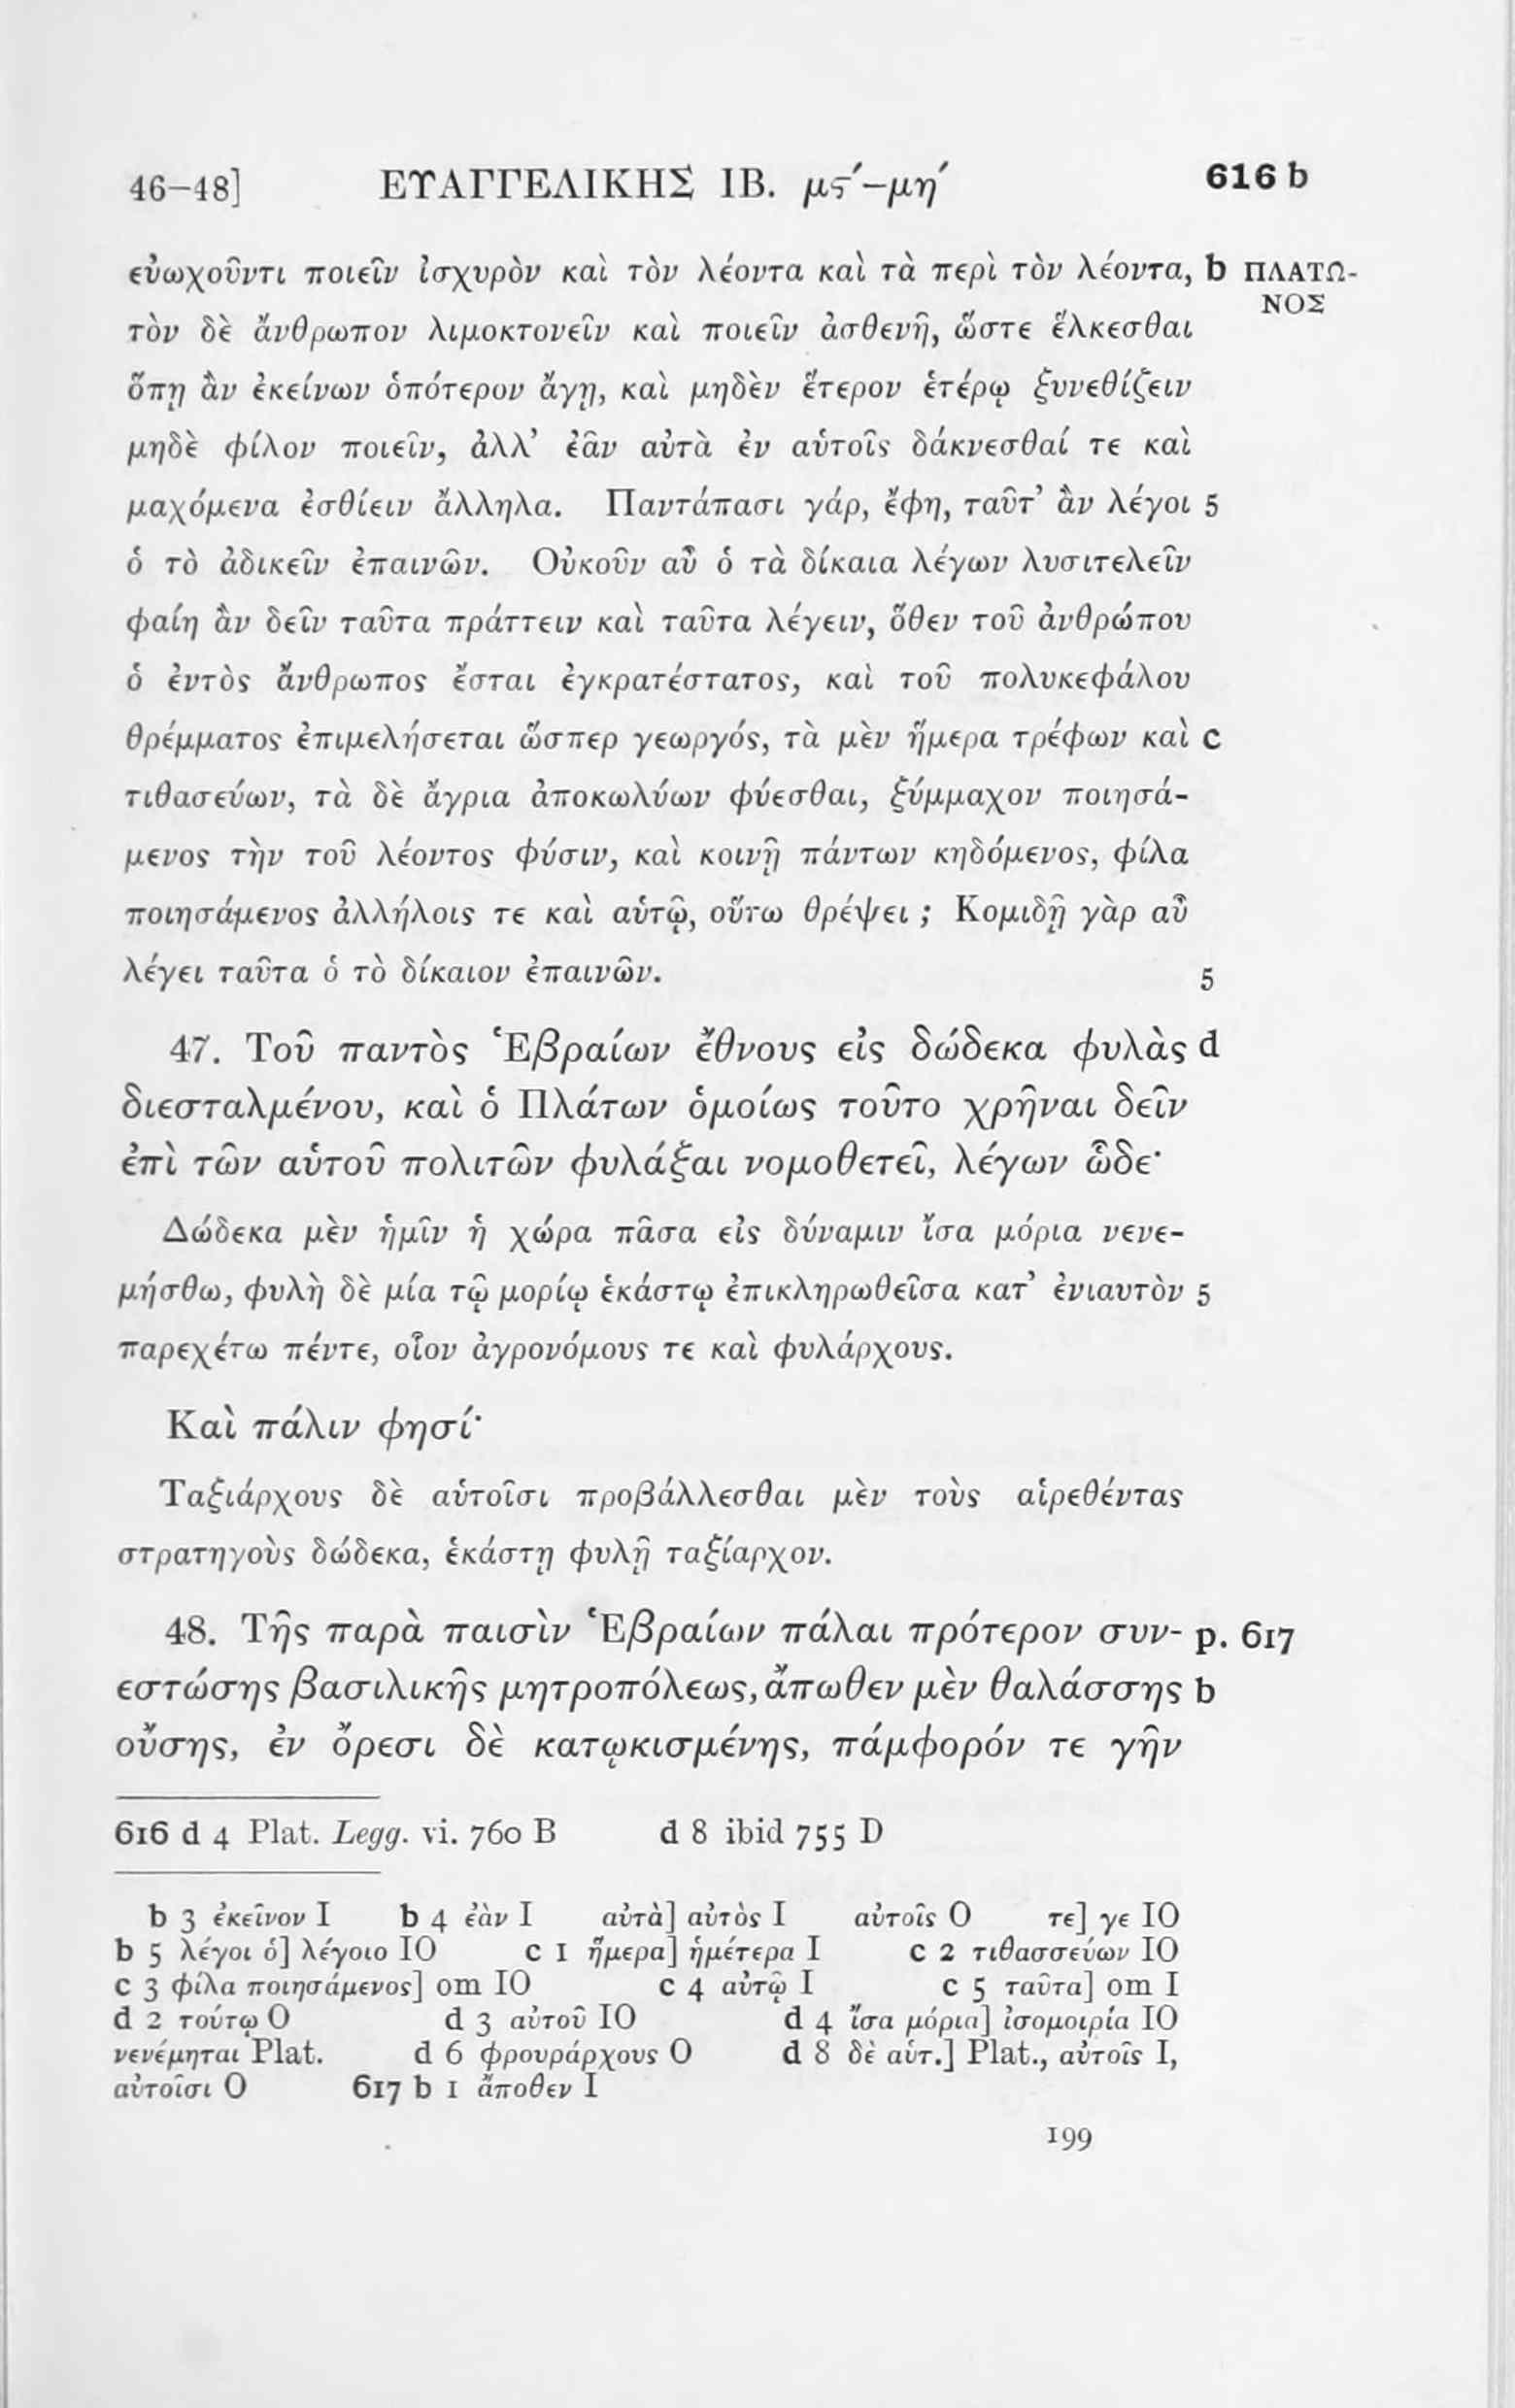 46–48] ΕΥΑΓΓΕΛΙΚΗΣ ΙΒ. μϛʹ–μηʹ 616 b
εὐωχοῦντι ποιεῖν ἰσχυρὸν καὶ τὸν λέοντα καὶ τὰ περὶ τὸν λέοντα, b ΠΛΑΤΩ-
ΝΟΣ
τὸν δὲ ἄνθρωπον λιμοκτονεῖν καὶ ποιεῖν ἀσθενῆ, ὥστε ἕλκεσθαι
ὅπῃ ἂν ἐκείνων ὁπότερον ἄγῃ, καὶ μηδὲν ἕτερον ἑτέρῳ ξυνεθίζειν
μηδὲ φίλον ποιεῖν, ἀλλ’ ἐᾶν αὐτὰ ἐν αὑτοῖς δάκνεσθαί τε καὶ
μαχόμενα ἐσθίειν ἄλληλα. Παντάπασι γάρ, ἔφη, ταῦτ’ ἂν λέγοι 5
ὁ τὸ ἀδικεῖν ἐπαινῶν. Οὐκοῦν αὖ ὁ τὰ δίκαια λέγων λυσιτελεῖν
φαίη ἂν δεῖν ταῦτα πράττειν καὶ ταῦτα λέγειν, ὅθεν τοῦ ἀνθρώπου
ὁ ἐντὸς ἄνθρωπος ἔσται ἐγκρατέστατος, καὶ τοῦ πολυκεφάλου
θρέμματος ἐπιμελήσεται ὥσπερ γεωργός, τὰ μὲν ἥμερα τρέφων καὶ c
τιθασεύων, τὰ δὲ ἄγρια ἀποκωλύων φύεσθαι, ξύμμαχον ποιησά-
μενος τὴν τοῦ λέοντος φύσιν, καὶ κοινῇ πάντων κηδόμενος, φίλα
ποιησάμενος ἀλλήλοις τε καὶ αὑτῷ, οὕτω θρέψει ; Κομιδῇ γὰρ αὖ
λέγει ταῦτα ὁ τὸ δίκαιον ἐπαινῶν. 5
47. Τοῦ παντὸς Ἑβραίων ἔθνους εἰς δώδεκα φυλὰς d
διεσταλμένου, καὶ ὁ Πλάτων ὁμοίως τοῦτο χρῆναι δεῖν
ἐπὶ τῶν αὑτοῦ πολιτῶν φυλάξαι νομοθετεῖ, λέγων ὧδε·
Δώδεκα μὲν ἡμῖν ἡ χώρα πᾶσα εἰς δύναμιν ἴσα μόρια νενε-
μήσθω, φυλὴ δὲ μία τῷ μορίῳ ἑκάστῳ ἐπικληρωθεῖσα κατ’ ἐνιαυτὸν 5
παρεχέτω πέντε, οἷον ἀγρονόμους τε καὶ φυλάρχους.
Καὶ πάλιν φησί·
Ταξιάρχους δὲ αὑτοῖσι προβάλλεσθαι μὲν τοὺς αἱρεθέντας
στρατηγοὺς δώδεκα, ἑκάστῃ φυλῇ ταξίαρχον.
48. Τῆς παρὰ παισὶν Ἑβραίων πάλαι πρότερον συν- p. 617
εστώσης βασιλικῆς μητροπόλεως, ἄπωθεν μὲν θαλάσσης b
οὔσης, ἐν ὄρεσι δὲ κατῳκισμένης, πάμφορόν τε γῆν
616 d 4 Plat. Legg. vi. 760 B d 8 ibid 755 D
b 3 ἐκεῖνον I b 4 ἐὰν I αὐτὰ] αὐτὸς I αὐτοῖς O τε] γε IO
b 5 λέγοι ὁ] λέγοιο IO c 1 ἥμερα] ἡμέτερα I c 2 τιθασσεύων IO
c 3 φίλα ποιησάμενος] om IO c 4 αὐτῷ I c 5 ταῦτα] om I
d 2 τούτῳ O d 3 αὐτοῦ IO d 4 ἴσα μόρια] ἰσομοιρία IO
νενέμηται Plat. d 6 φρουράρχους O d 8 δὲ αὑτ.] Plat., αὐτοῖς I,
αὐτοῖσι O 617 b 1 ἄποθεν I
199